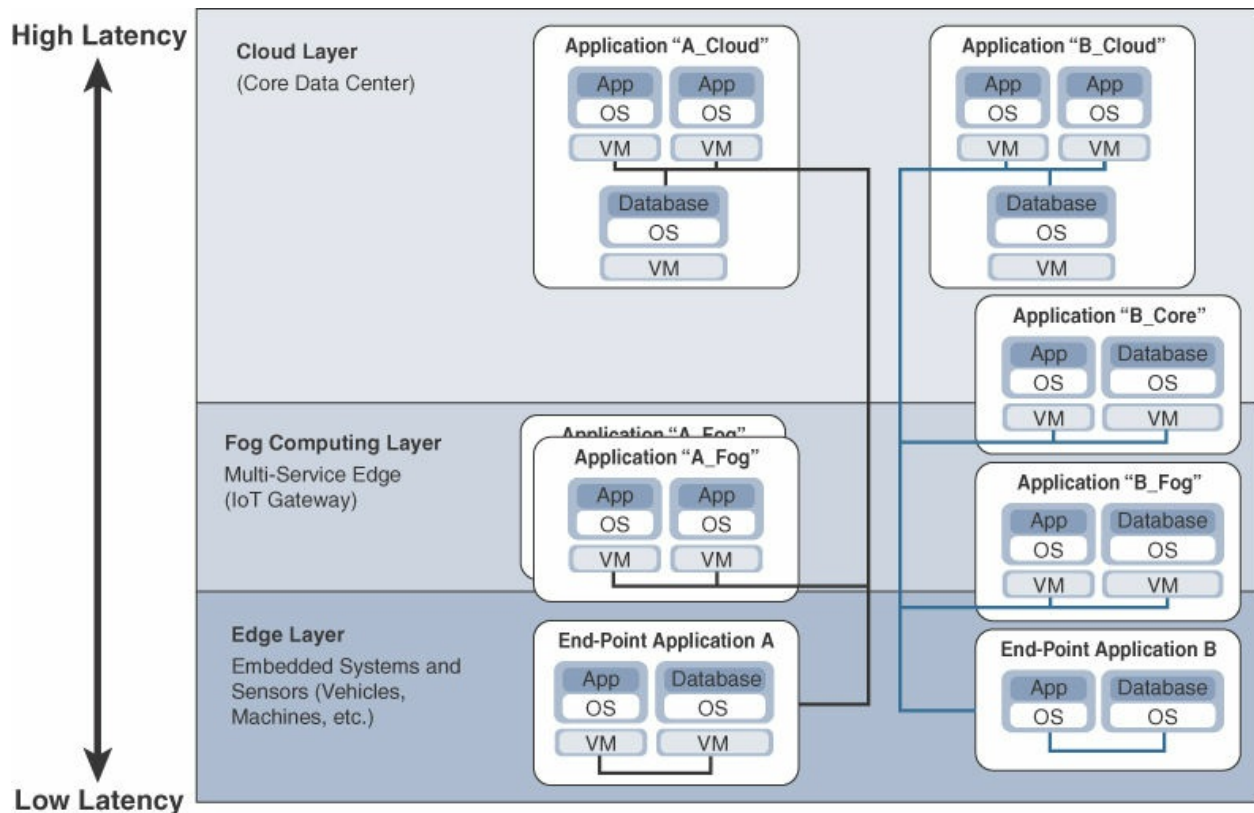 High Latency
Low Latency
Cloud Layer
(Core Data Center)
Application “A_Cloud”
App
App
OS
OS
VM
VM
Database
OS
VM
Application “B_Cloud”
App
App
OS
OS
VM
VM
Database
OS
VM
Application “B_Core”
App
Database
OS
OS
VM
VM
Fog Computing Layer
Multi-Service Edge
(IoT Gateway)
Application “A_Fog”
Application “A_Fog”
App
App
OS
OS
VM
VM
Application “B_Fog”
App
Database
OS
OS
VM
VM
Edge Layer
Embedded Systems and
Sensors (Vehicles,
Machines, etc.)
End-Point Application A
App
Database
OS
OS
VM
VM
End-Point Application B
App
Database
OS
OS